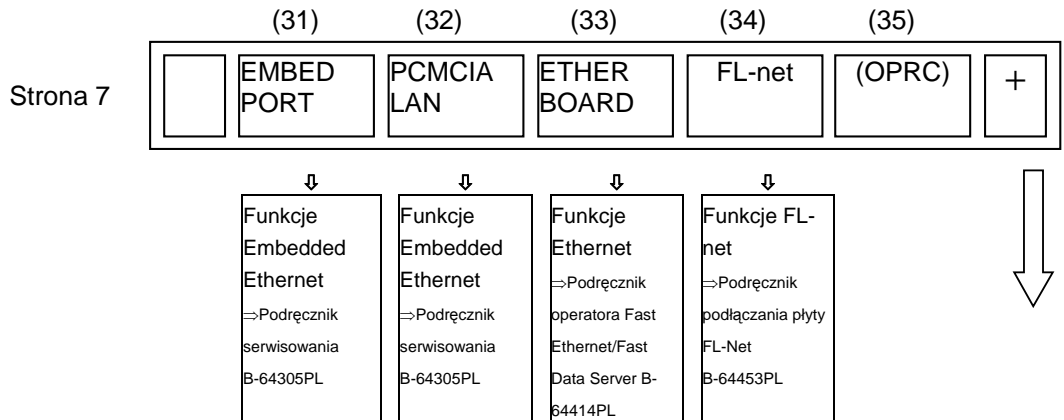 (31) (32) (33) (34) (35)
Strona 7
EMBED PORT
PCMCIA LAN
ETHER BOARD
FL-net
(OPRC)
+
⇩ ⇩ ⇩ ⇩
Funkcje
Embedded
Ethernet
⇒Podręcznik
serwisowania
B-64305PL
Funkcje
Embedded
Ethernet
⇒Podręcznik
serwisowania
B-64305PL
Funkcje
Ethernet
⇒Podręcznik
operatora Fast
Ethernet/Fast
Data Server B-
64414PL
Funkcje FL-
net
⇒Podręcznik
podłączania płyty
FL-Net
B-64453PL